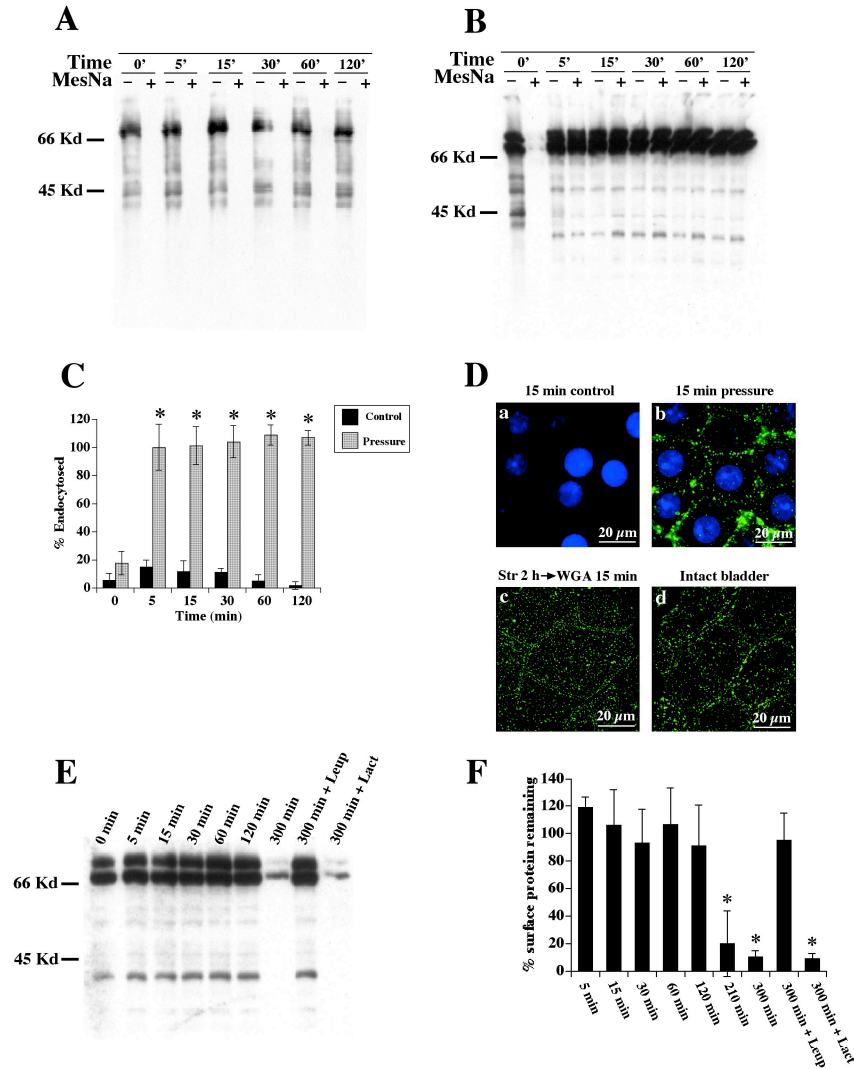 A
Time 0’ 5’ 15’ 30’ 60’ 120’
MesNa − + − + − + − + − + − +
66 Kd
45 Kd
B
Time 0’ 5’ 15’ 30’ 60’ 120’
MesNa − + − + − + − + − + − +
66 Kd
45 Kd
C
% Endocytosed
120
100
80
60
40
20
0
* * * * *
0 5 15 30 60 120
Time (min)
Control
Pressure
D
15 min control
a
20 µm
15 min pressure
b
20 µm
Str 2 h→WGA 15 min
c
20 µm
Intact bladder
d
20 µm
E
0 min 5 min 15 min 30 min 60 min 120 min 300 min 300 min + Leup 300 min + Lact
66 Kd
45 Kd
F
% surface protein remaining
140
120
100
80
60
40
20
0
* * *
5 min 15 min 30 min 60 min 120 min 210 min 300 min 300 min + Leup 300 min + Lact